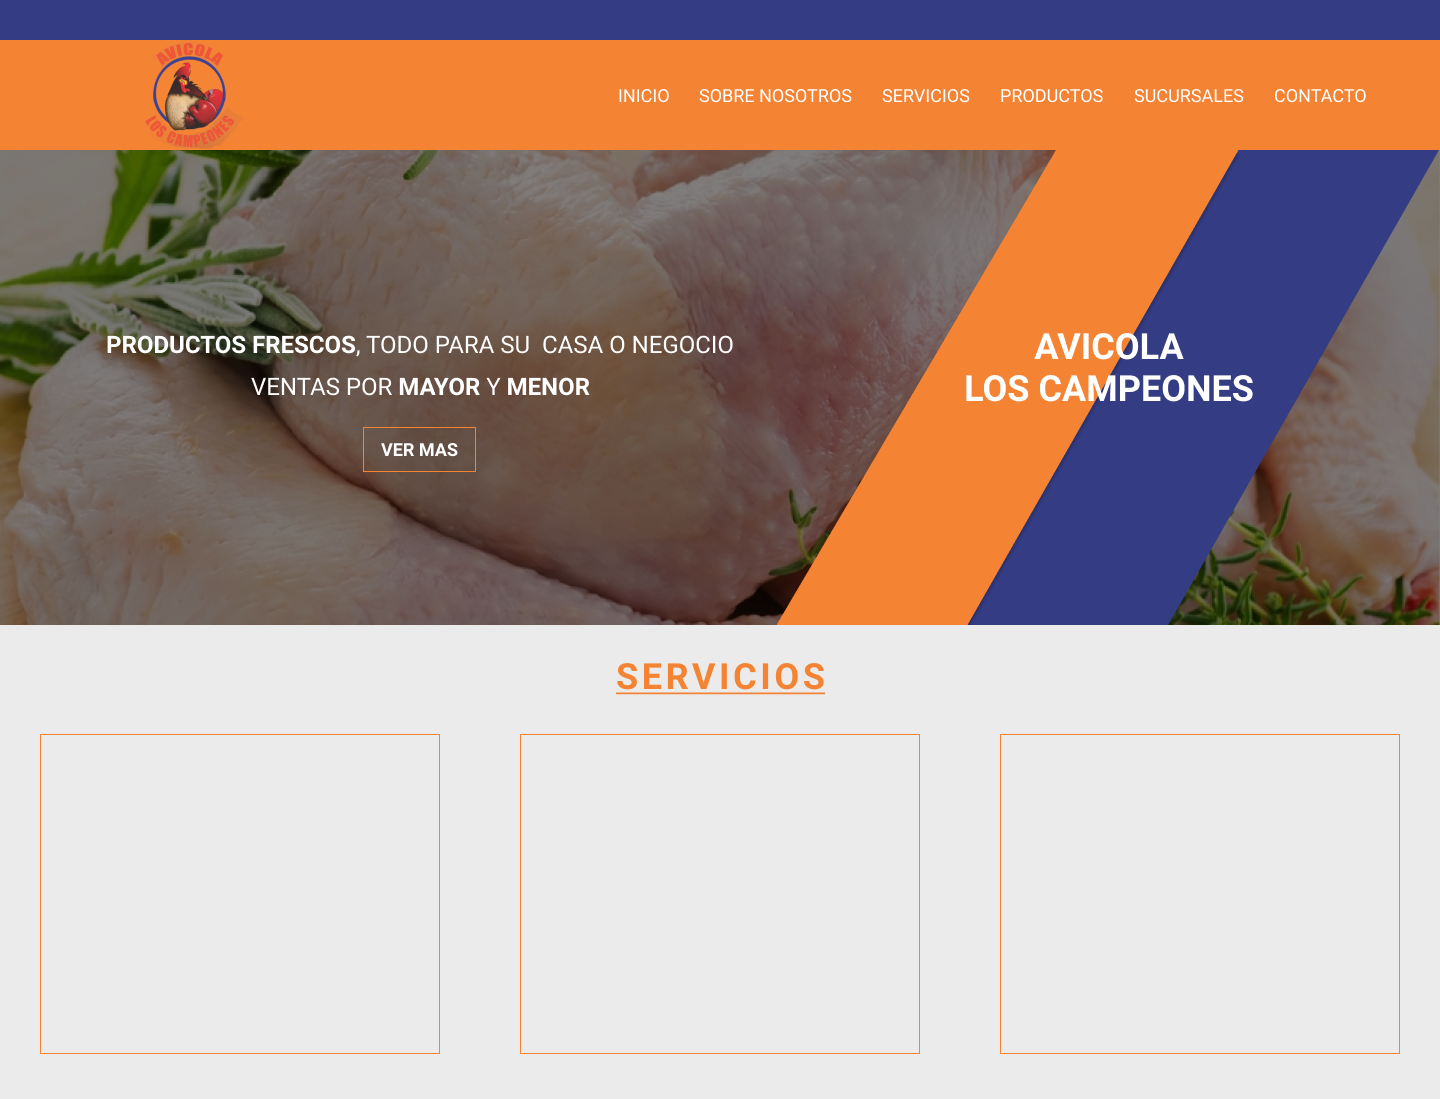 AVICOLA
LOS CAMPEONES
INICIO SOBRE NOSOTROS SERVICIOS PRODUCTOS SUCURSALES CONTACTO
PRODUCTOS FRESCOS, TODO PARA SU CASA O NEGOCIO
VENTAS POR MAYOR Y MENOR
VER MAS
AVICOLA
LOS CAMPEONES
SERVICIOS